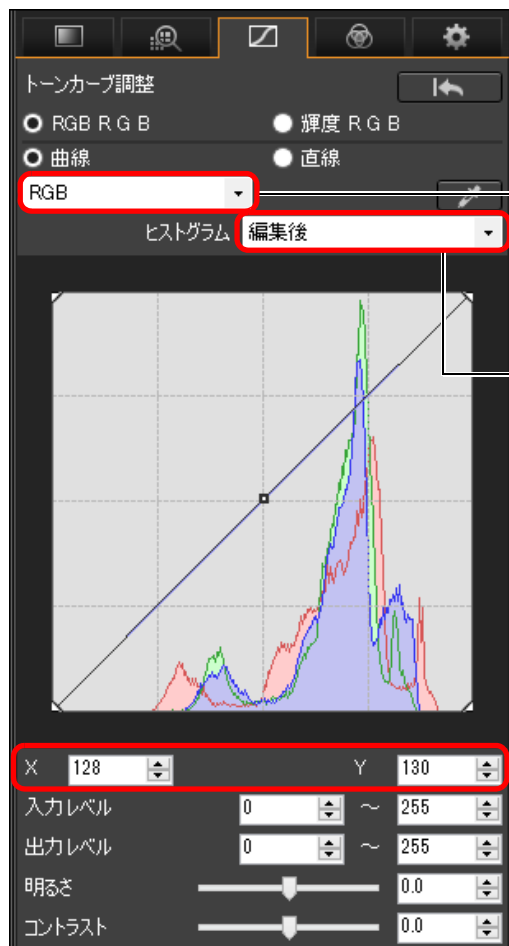 トーンカーブ調整
RGB R G B 輝度 R G B
曲線 直線
RGB
ヒストグラム 編集後
X 128 Y 130
入力レベル 0 ～ 255
出力レベル 0 ～ 255
明るさ 0.0
コントラスト 0.0